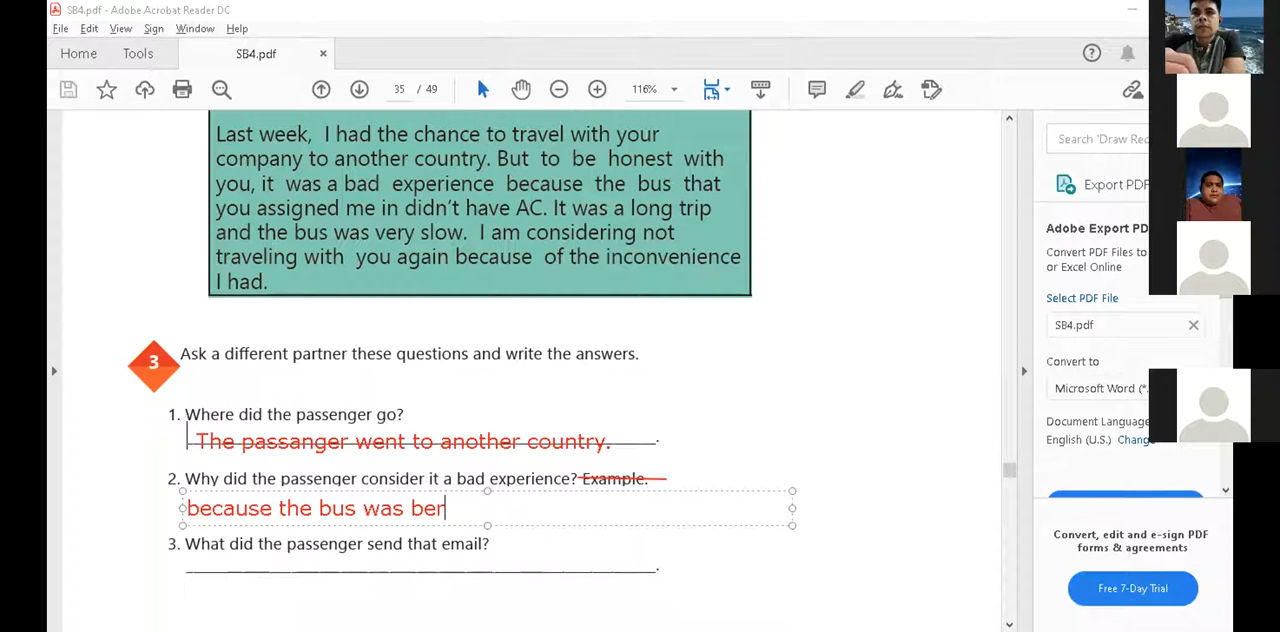 SB4.pdf - Adobe Acrobat Reader DC
File Edit View Sign Window Help
Home Tools SB4.pdf ×
35 / 49 116%
Last week, I had the chance to travel with your
company to another country. But to be honest with
you, it was a bad experience because the bus that
you assigned me in didn't have AC. It was a long trip
and the bus was very slow. I am considering not
traveling with you again because of the inconvenience
I had.
3 Ask a different partner these questions and write the answers.
1. Where did the passenger go?
The passanger went to another country.
2. Why did the passenger consider it a bad experience? Example.
because the bus was ber
3. What did the passenger send that email?
Search 'Draw Rec
Export PDF
Adobe Export PD
Convert PDF Files to
or Excel Online
Select PDF File
SB4.pdf
Convert to
Microsoft Word (*.
Document Language
English (U.S.) Change
Convert, edit and e-sign PDF
forms & agreements
Free 7-Day Trial